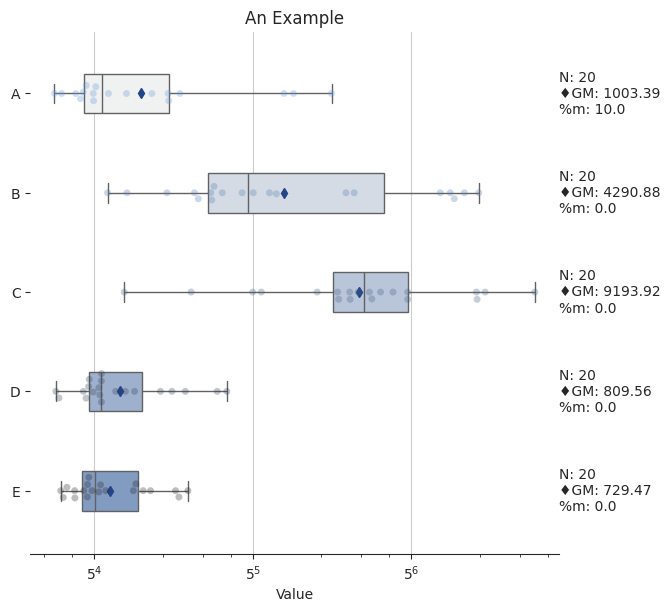 An Example
A
N: 20
♦GM: 1003.39
%m: 10.0
B
N: 20
♦GM: 4290.88
%m: 0.0
C
N: 20
♦GM: 9193.92
%m: 0.0
D
N: 20
♦GM: 809.56
%m: 0.0
E
N: 20
♦GM: 729.47
%m: 0.0
5⁴ 5⁵ 5⁶
Value